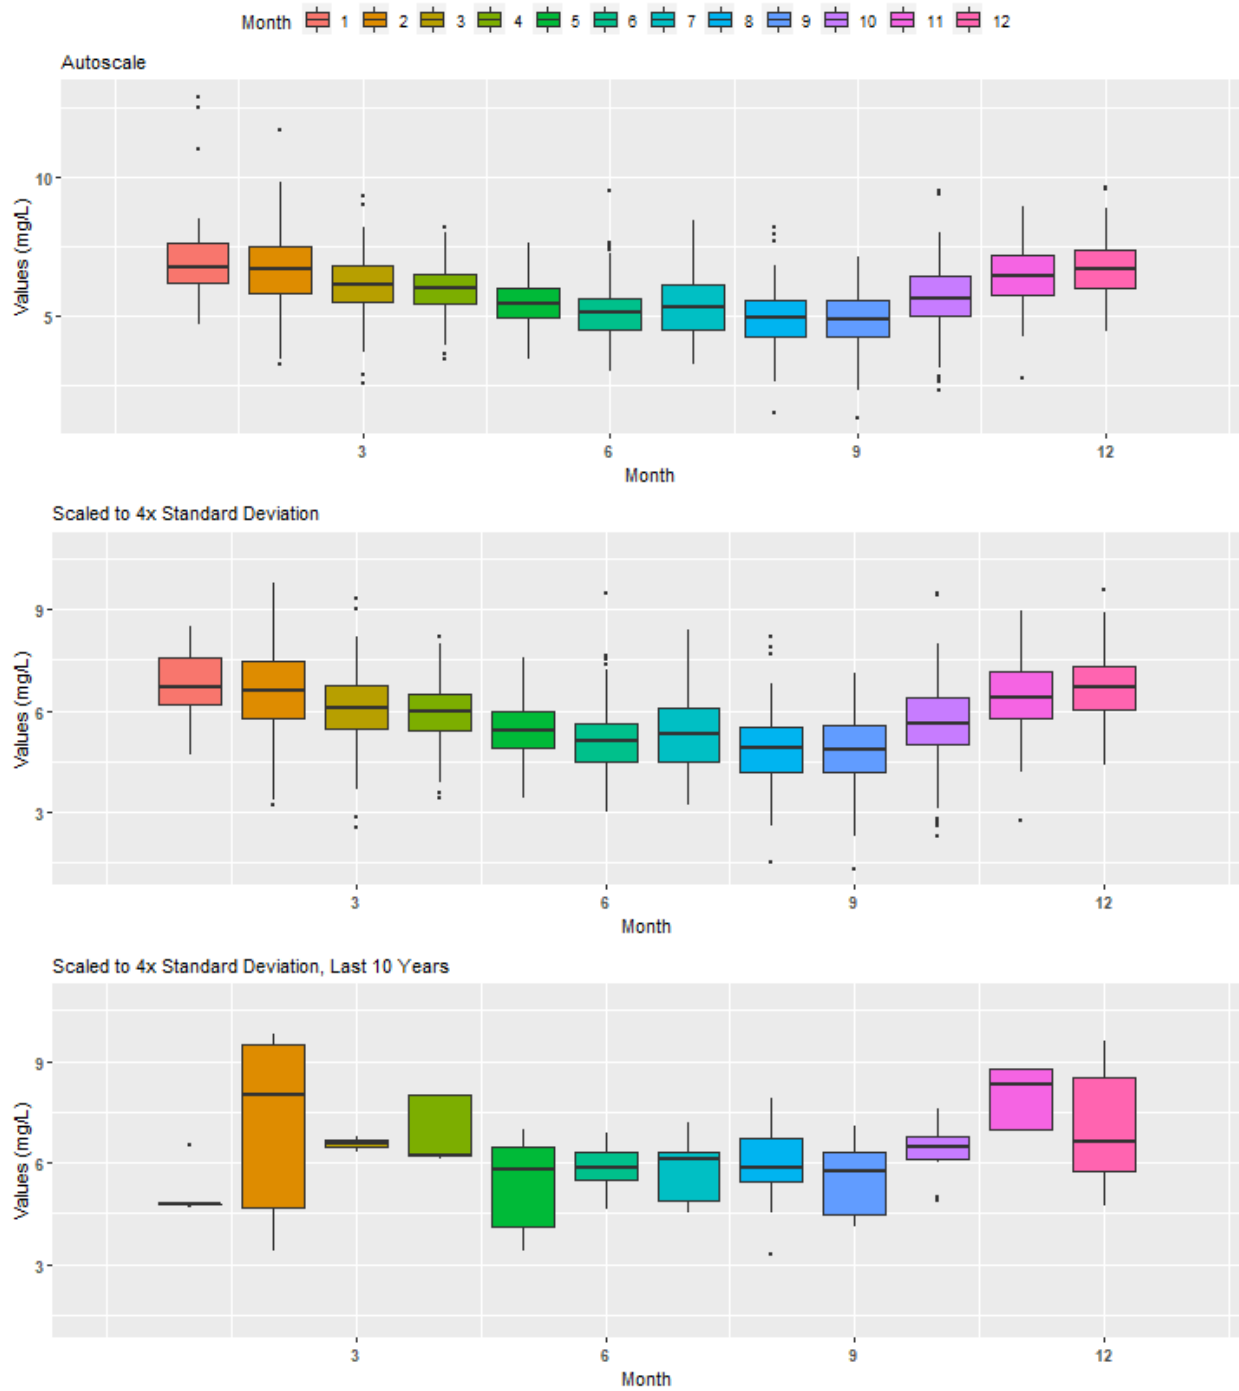 Month 1 2 3 4 5 6 7 8 9 10 11 12
Autoscale
Values (mg/L)
10
5
3 6 9 12
Month
Scaled to 4x Standard Deviation
Values (mg/L)
9
6
3
3 6 9 12
Month
Scaled to 4x Standard Deviation, Last 10 Years
Values (mg/L)
9
6
3
3 6 9 12
Month